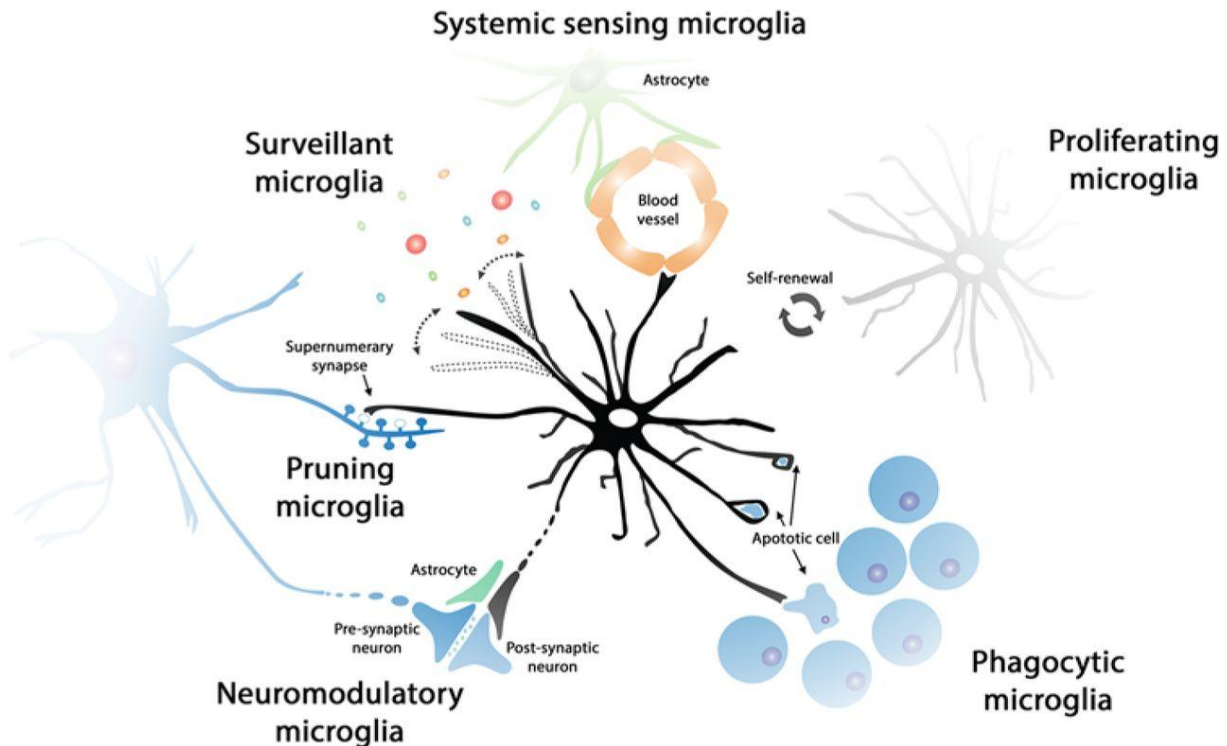 Systemic sensing microglia
Astrocyte
Surveillant
microglia
Proliferating
microglia
Blood
vessel
Self-renewal
Supernumerary
synapse
Pruning
microglia
Apototic cell
Astrocyte
Pre-synaptic
neuron
Post-synaptic
neuron
Neuromodulatory
microglia
Phagocytic
microglia